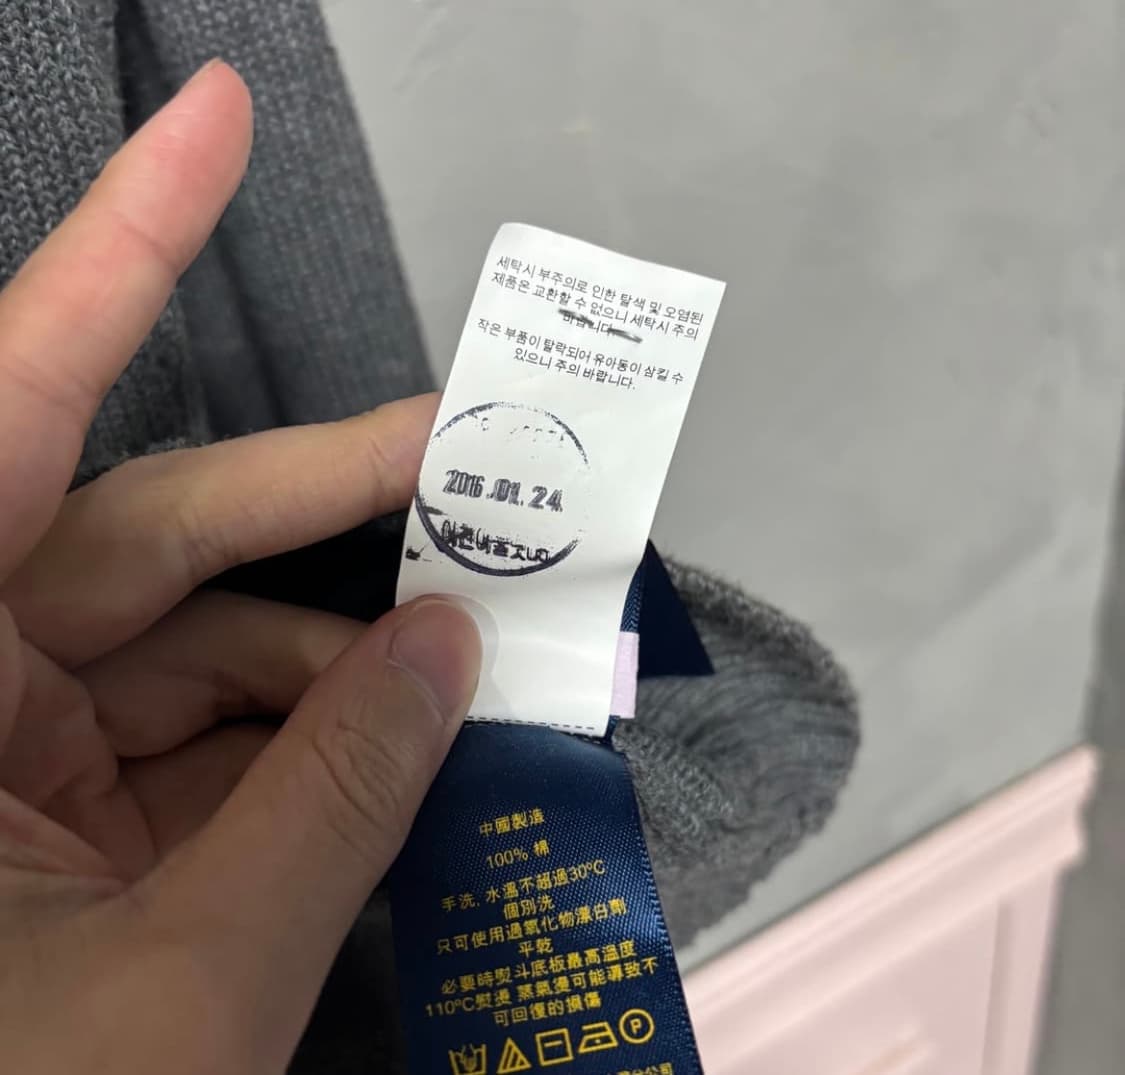 세탁시 부주의로 인한 탈색 및 오염된
제품은 교환할 수 없으니 세탁시 주의
바랍니다
작은 부품이 탈락되어 유아동이 삼킬 수
있으니 주의 바랍니다.
2016.01.24
中國製造
100% 棉
手洗, 水溫不超過30°C
個別洗
只可使用過氧化物漂白劑
平乾
必要時熨斗底板最高溫度
110°C熨燙 蒸氣燙可能導致不
可回復的損傷
P